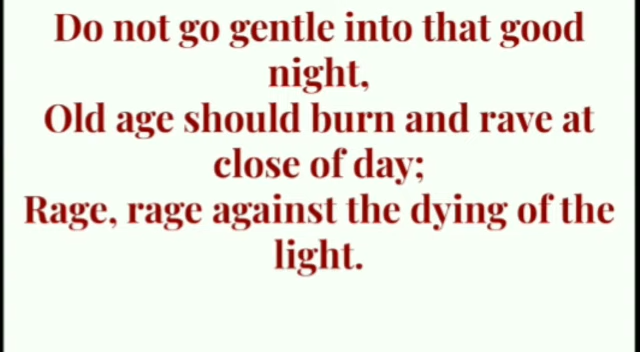 Do not go gentle into that good
night,
Old age should burn and rave at
close of day;
Rage, rage against the dying of the
light.